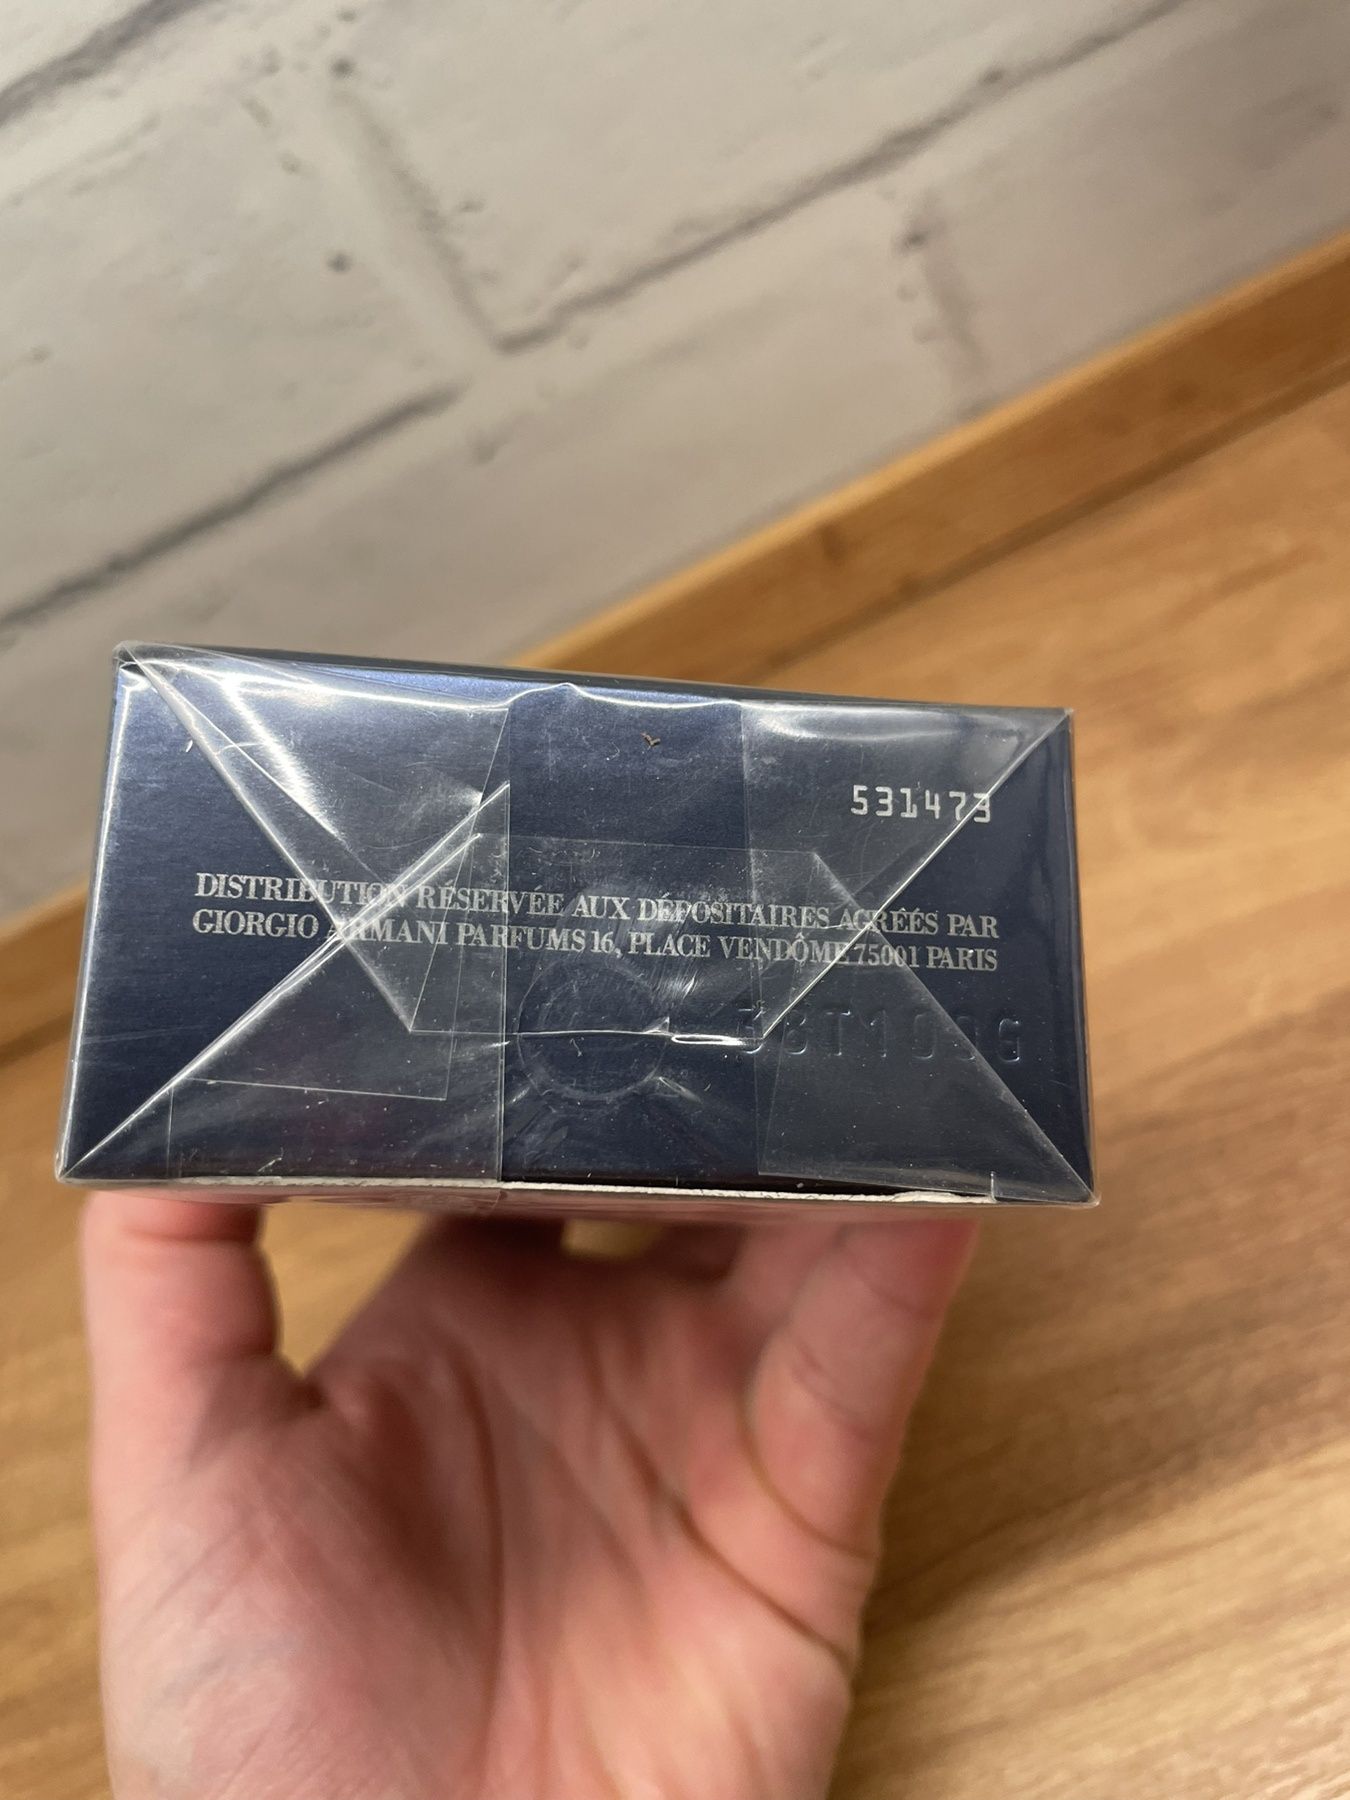 531473
DISTRIBUTION RÉSERVÉE AUX DÉPOSITAIRES AGRÉÉS PAR
GIORGIO ARMANI PARFUMS 16, PLACE VENDÔME 75001 PARIS